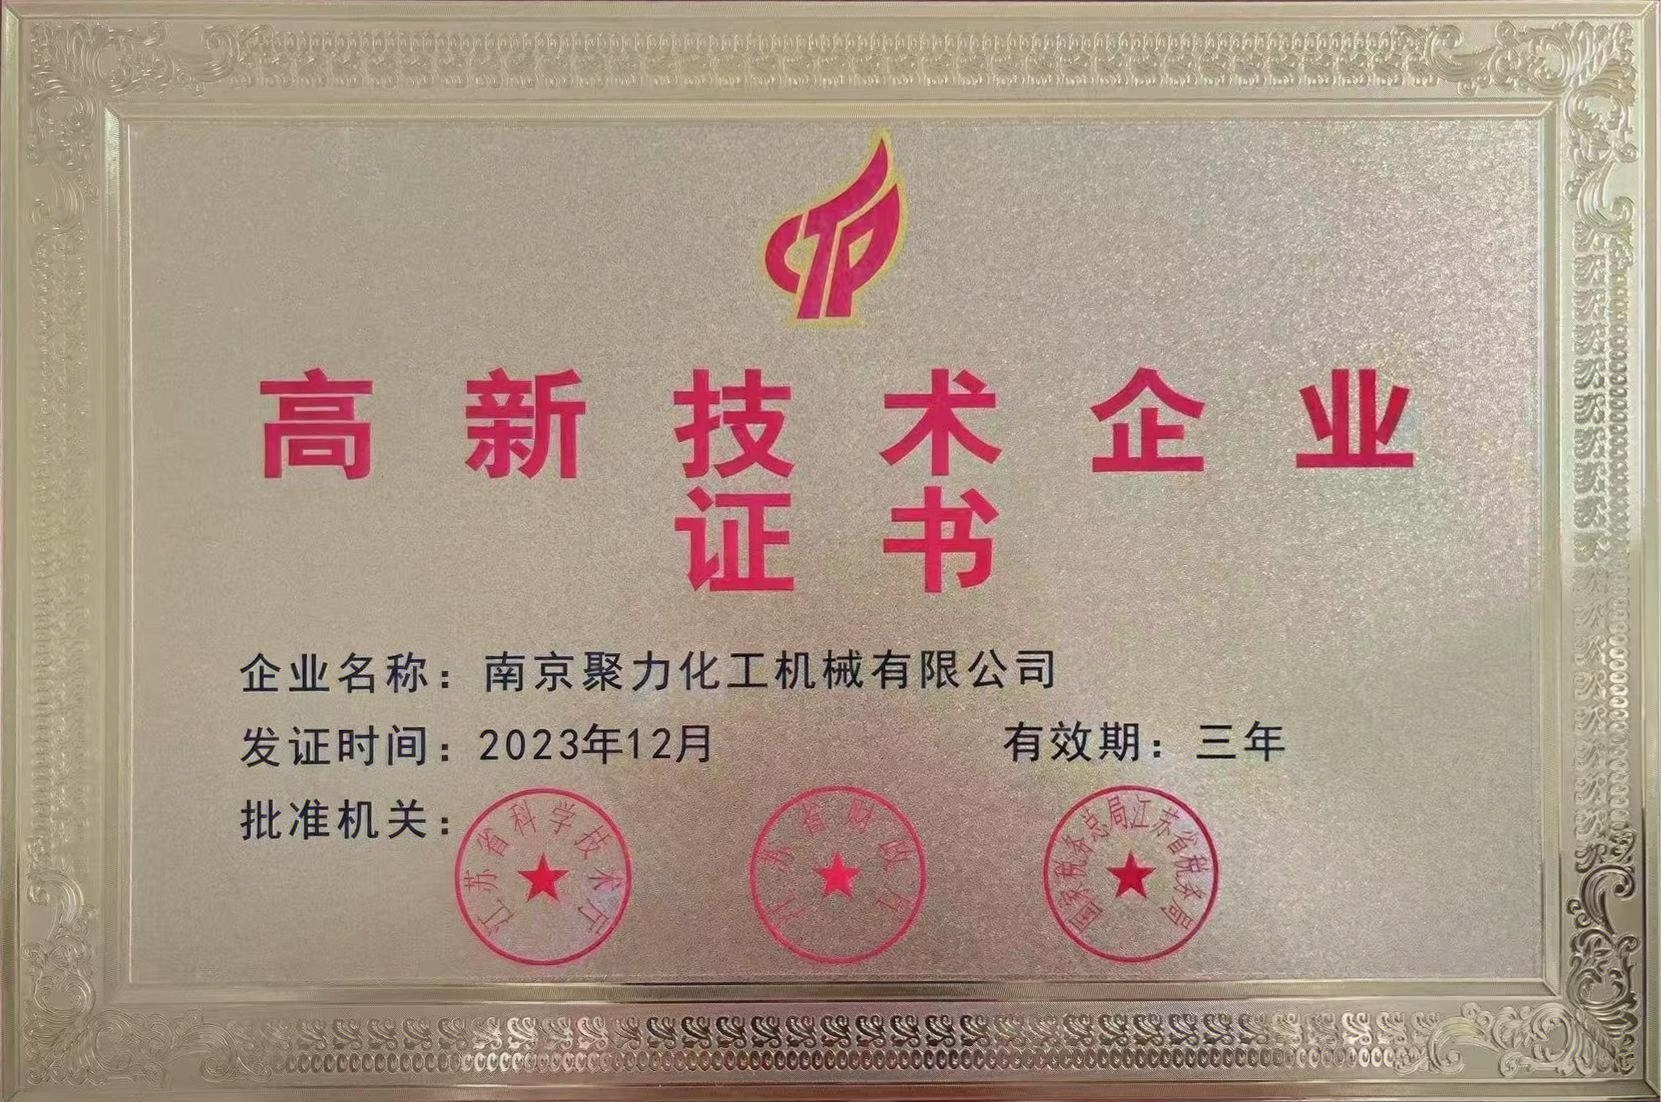 高新技术企业
证书
企业名称：南京聚力化工机械有限公司
发证时间：2023年12月
有效期：三年
批准机关：
江苏省科学技术厅
江苏省财政厅
国家税务总局江苏省税务局